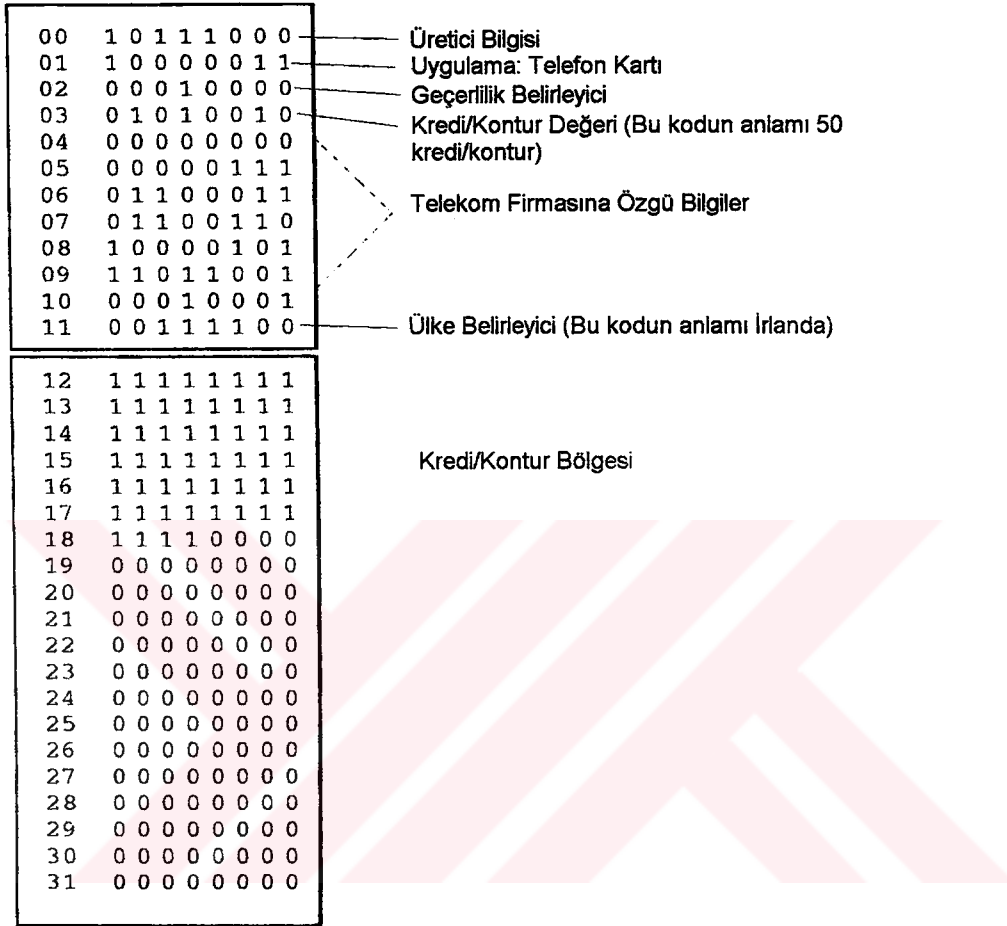 00 1 0 1 1 1 0 0 0 Üretici Bilgisi
01 1 0 0 0 0 0 1 1 Uygulama: Telefon Kartı
02 0 0 0 1 0 0 0 0 Geçerlilik Belirleyici
03 0 1 0 1 0 0 1 0 Kredi/Kontur Değeri (Bu kodun anlamı 50
kredi/kontur)
04 0 0 0 0 0 0 0 0
05 0 0 0 0 0 1 1 1
06 0 1 1 0 0 0 1 1 Telekom Firmasına Özgü Bilgiler
07 0 1 1 0 0 1 1 0
08 1 0 0 0 0 1 0 1
09 1 1 0 1 1 0 0 1
10 0 0 0 1 0 0 0 1
11 0 0 1 1 1 1 0 0 Ülke Belirleyici (Bu kodun anlamı İrlanda)
12 1 1 1 1 1 1 1 1
13 1 1 1 1 1 1 1 1
14 1 1 1 1 1 1 1 1
15 1 1 1 1 1 1 1 1 Kredi/Kontur Bölgesi
16 1 1 1 1 1 1 1 1
17 1 1 1 1 1 1 1 1
18 1 1 1 1 0 0 0 0
19 0 0 0 0 0 0 0 0
20 0 0 0 0 0 0 0 0
21 0 0 0 0 0 0 0 0
22 0 0 0 0 0 0 0 0
23 0 0 0 0 0 0 0 0
24 0 0 0 0 0 0 0 0
25 0 0 0 0 0 0 0 0
26 0 0 0 0 0 0 0 0
27 0 0 0 0 0 0 0 0
28 0 0 0 0 0 0 0 0
29 0 0 0 0 0 0 0 0
30 0 0 0 0 0 0 0 0
31 0 0 0 0 0 0 0 0